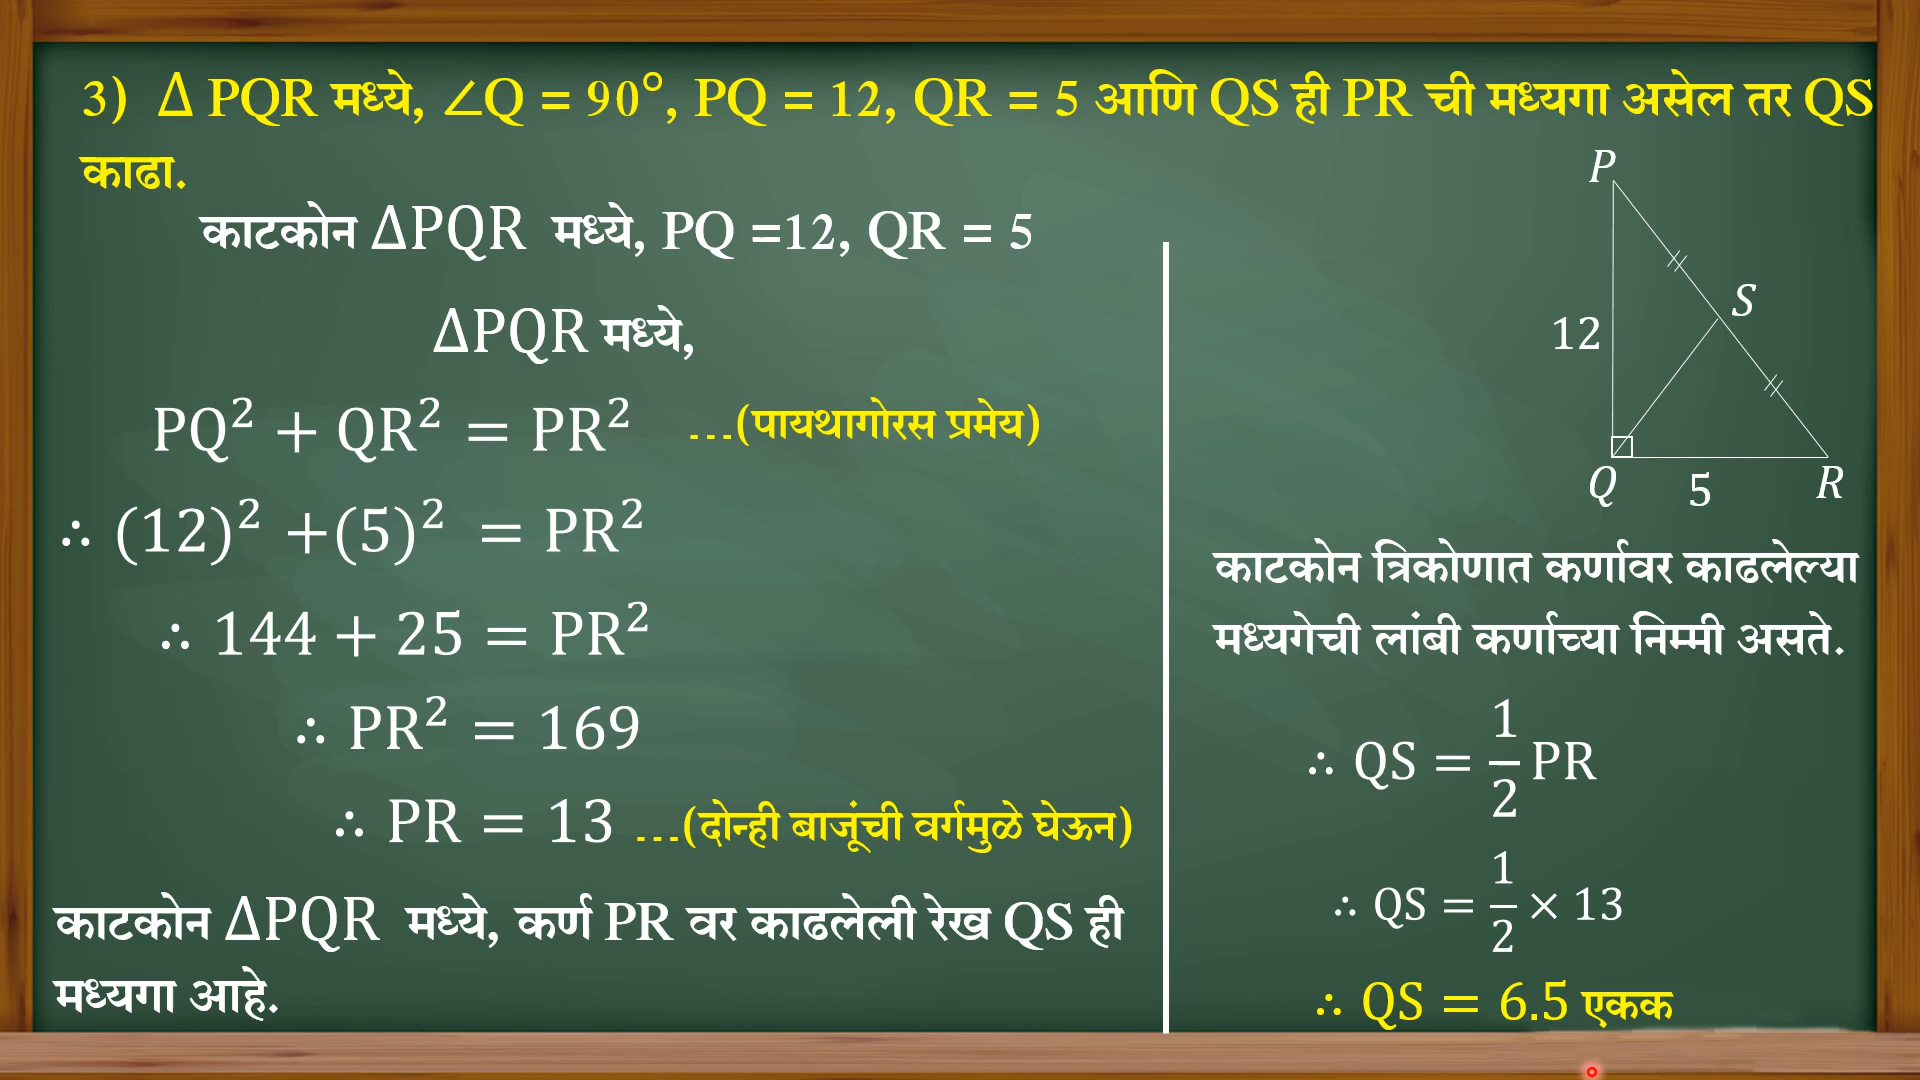 3) Δ PQR मध्ये, ∠Q = 90°, PQ = 12, QR = 5 आणि QS ही PR ची मध्यगा असेल तर QS
काढा.
काटकोन ΔPQR मध्ये, PQ =12, QR = 5
ΔPQR मध्ये,
PQ² + QR² = PR² ---(पायथागोरस प्रमेय)
∴ (12)² +(5)² = PR²
∴ 144 + 25 = PR²
∴ PR² = 169
∴ PR = 13 ---(दोन्ही बाजूंची वर्गमुळे घेऊन)
काटकोन ΔPQR मध्ये, कर्ण PR वर काढलेली रेख QS ही
मध्यगा आहे.
P
S
12
Q 5 R
काटकोन त्रिकोणात कर्णावर काढलेल्या
मध्यगेची लांबी कर्णाच्या निम्मी असते.
∴ QS = 1/2 PR
∴ QS = 1/2 × 13
∴ QS = 6.5 एकक